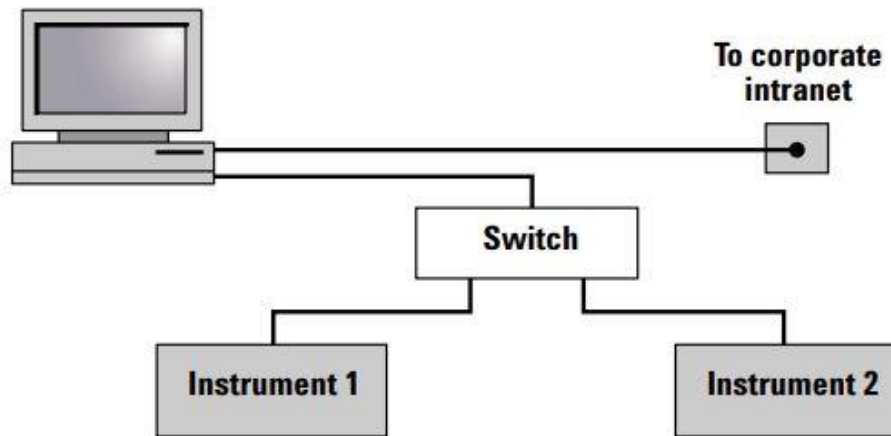 To corporate
intranet
Switch
Instrument 1
Instrument 2